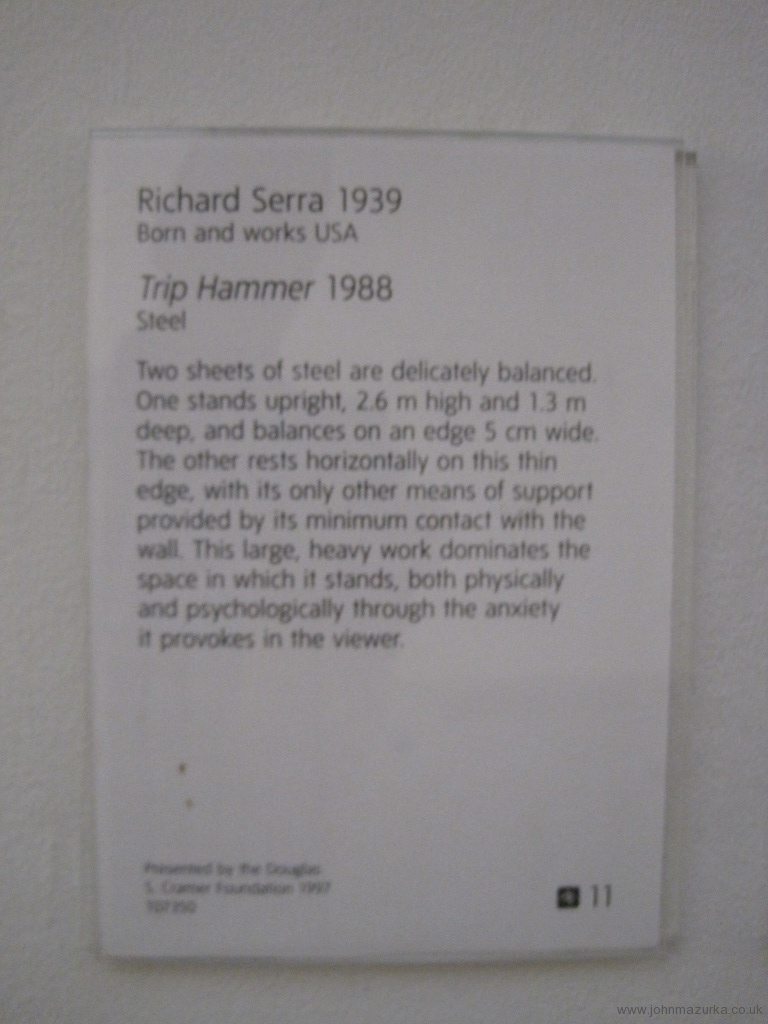 Richard Serra 1939
Born and works USA
Trip Hammer 1988
Steel
Two sheets of steel are delicately balanced.
One stands upright, 2.6 m high and 1.3 m
deep, and balances on an edge 5 cm wide.
The other rests horizontally on this thin
edge, with its only other means of support
provided by its minimum contact with the
wall. This large, heavy work dominates the
space in which it stands, both physically
and psychologically through the anxiety
it provokes in the viewer.
Presented by the Douglas
S. Cramer Foundation 1997
T07350
11
www.johnmazurka.co.uk